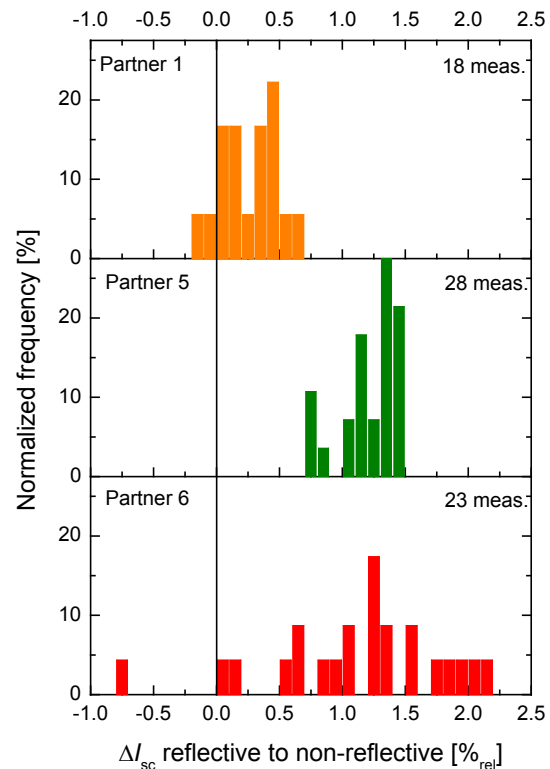 -1.0 -0.5 0.0 0.5 1.0 1.5 2.0 2.5
Partner 1 18 meas.
20
10
0
Partner 5 28 meas.
20
10
0
Partner 6 23 meas.
20
10
0
Normalized frequency [%]
-1.0 -0.5 0.0 0.5 1.0 1.5 2.0 2.5
ΔIsc reflective to non-reflective [%rel]